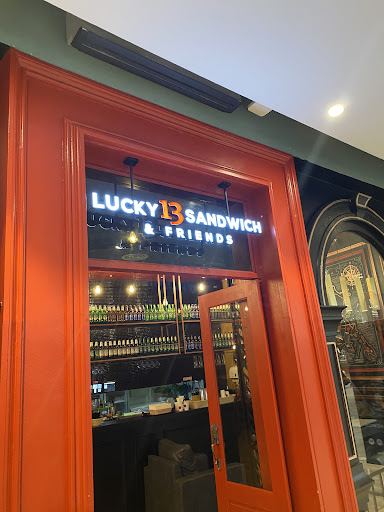 LUCKY 13 SANDWICH
& FRIENDS